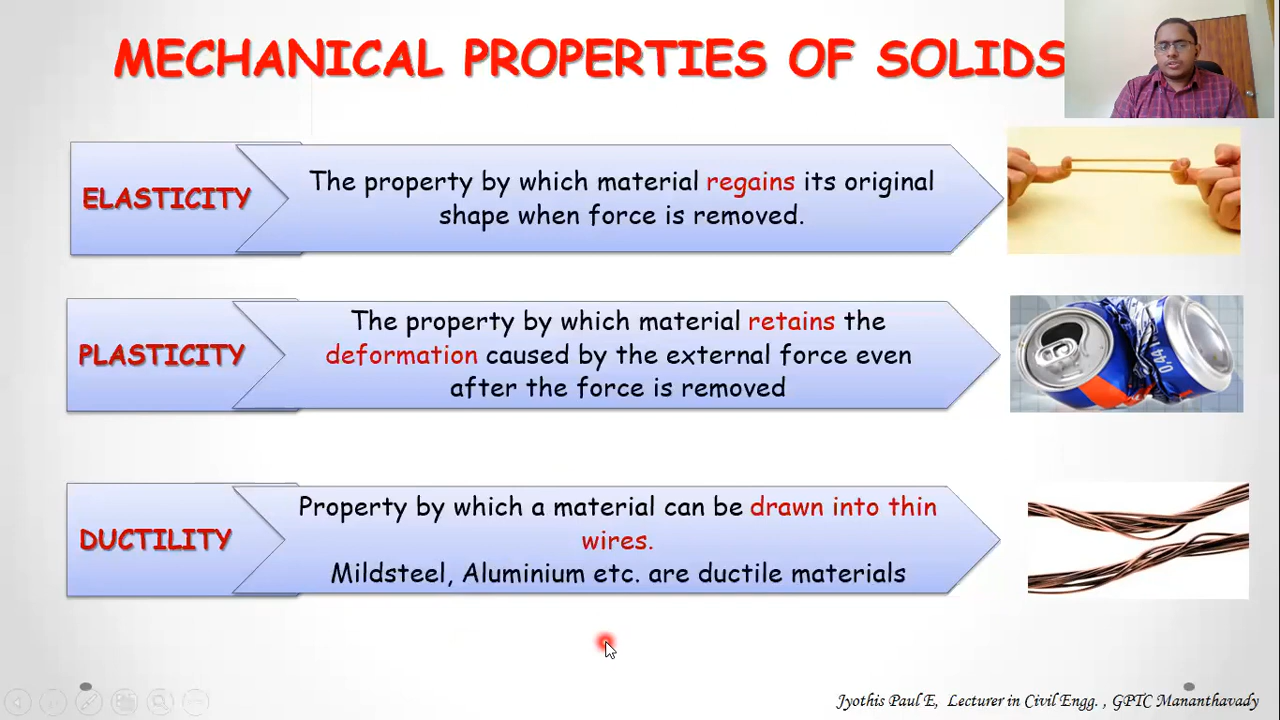 MECHANICAL PROPERTIES OF SOLIDS
ELASTICITY
The property by which material regains its original
shape when force is removed.
PLASTICITY
The property by which material retains the
deformation caused by the external force even
after the force is removed
0,44
DUCTILITY
Property by which a material can be drawn into thin
wires.
Mildsteel, Aluminium etc. are ductile materials
Jyothis Paul E, Lecturer in Civil Engg. , GPTC Mananthavady